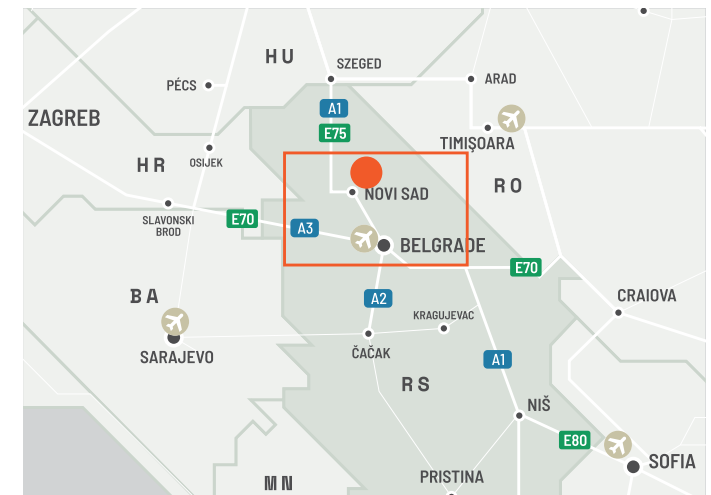 HU
SZEGED
PÉCS
ARAD
A1
ZAGREB
E75
TIMIŞOARA
HR
OSIJEK
RO
NOVI SAD
SLAVONSKI
BROD
E70
A3
BELGRADE
E70
BA
A2
CRAIOVA
KRAGUJEVAC
SARAJEVO
ČAČAK
A1
RS
NIŠ
E80
SOFIA
PRISTINA
MN